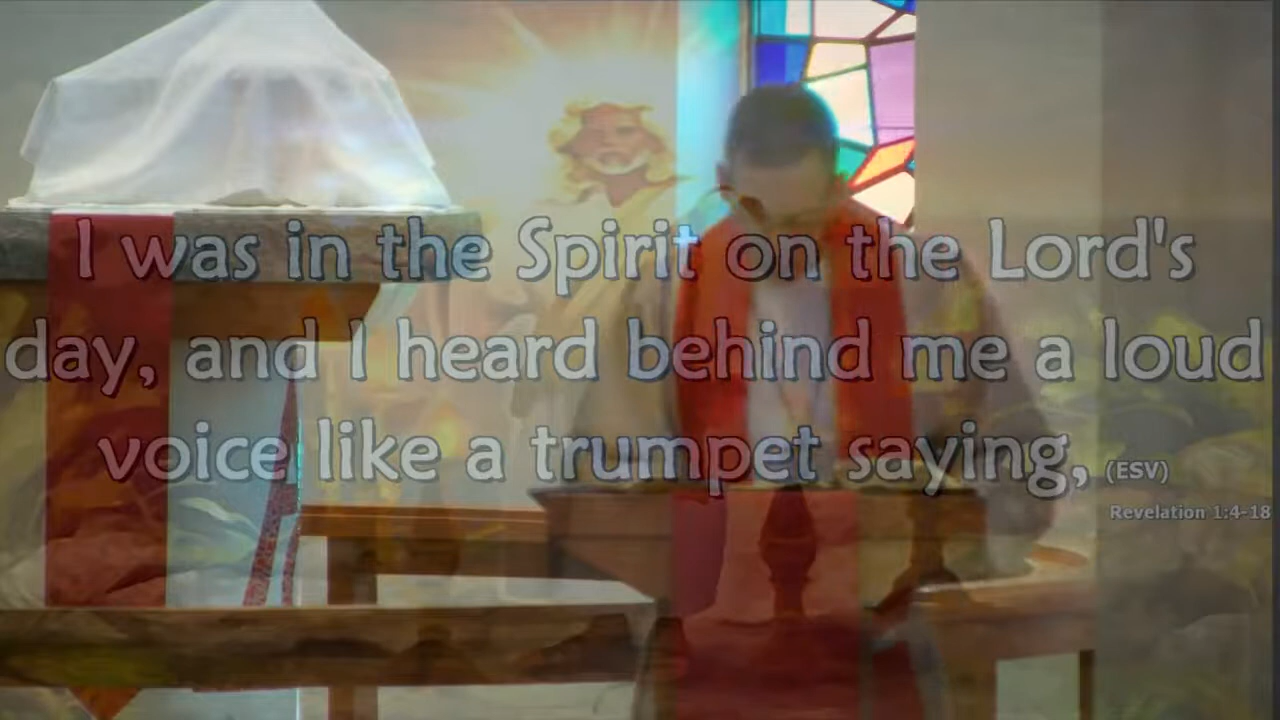 I was in the Spirit on the Lord's
day, and I heard behind me a loud
voice like a trumpet saying, (ESV)
Revelation 1:4-18